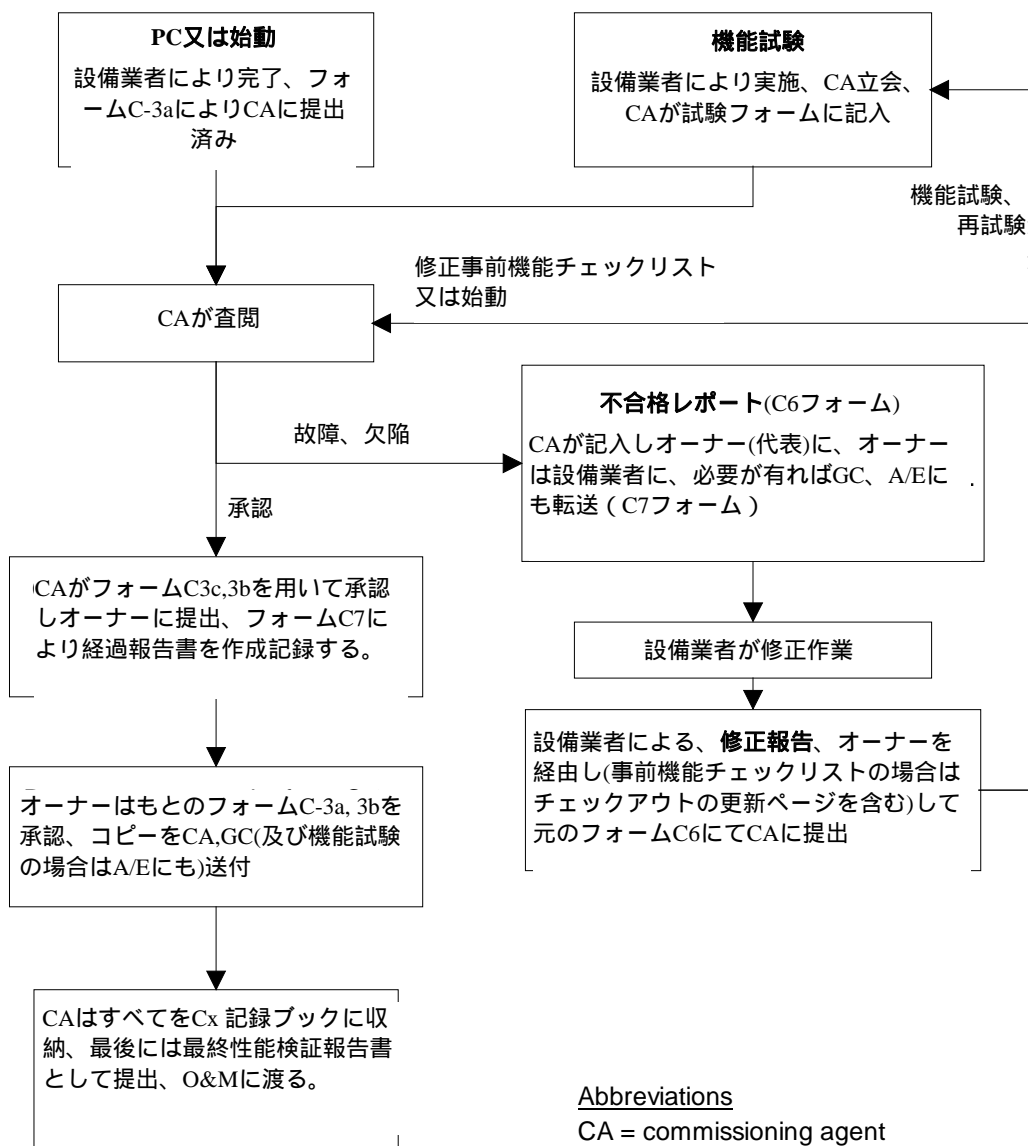 PC又は始動
設備業者により完了、フォ
ームC-3aによりCAに提出
済み
機能試験
設備業者により実施、CA立会、
CAが試験フォームに記入
機能試験、
再試験
修正事前機能チェックリスト
又は始動
CAが査閲
不合格レポート(C6フォーム)
CAが記入しオーナー(代表)に、オーナー
は設備業者に、必要が有ればGC、A/Eに
も転送（C7フォーム）
故障、欠陥
承認
CAがフォームC3c,3bを用いて承認
しオーナーに提出、フォームC7に
より経過報告書を作成記録する。
設備業者が修正作業
設備業者による、修正報告、オーナーを
経由し(事前機能チェックリストの場合は
チェックアウトの更新ページを含む)して
元のフォームC6にてCAに提出
オーナーはもとのフォームC-3a, 3bを
承認、コピーをCA,GC(及び機能試験
の場合はA/Eにも)送付
CAはすべてをCx 記録ブックに収
納、最後には最終性能検証報告書
として提出、O&Mに渡る。
Abbreviations
CA = commissioning agent